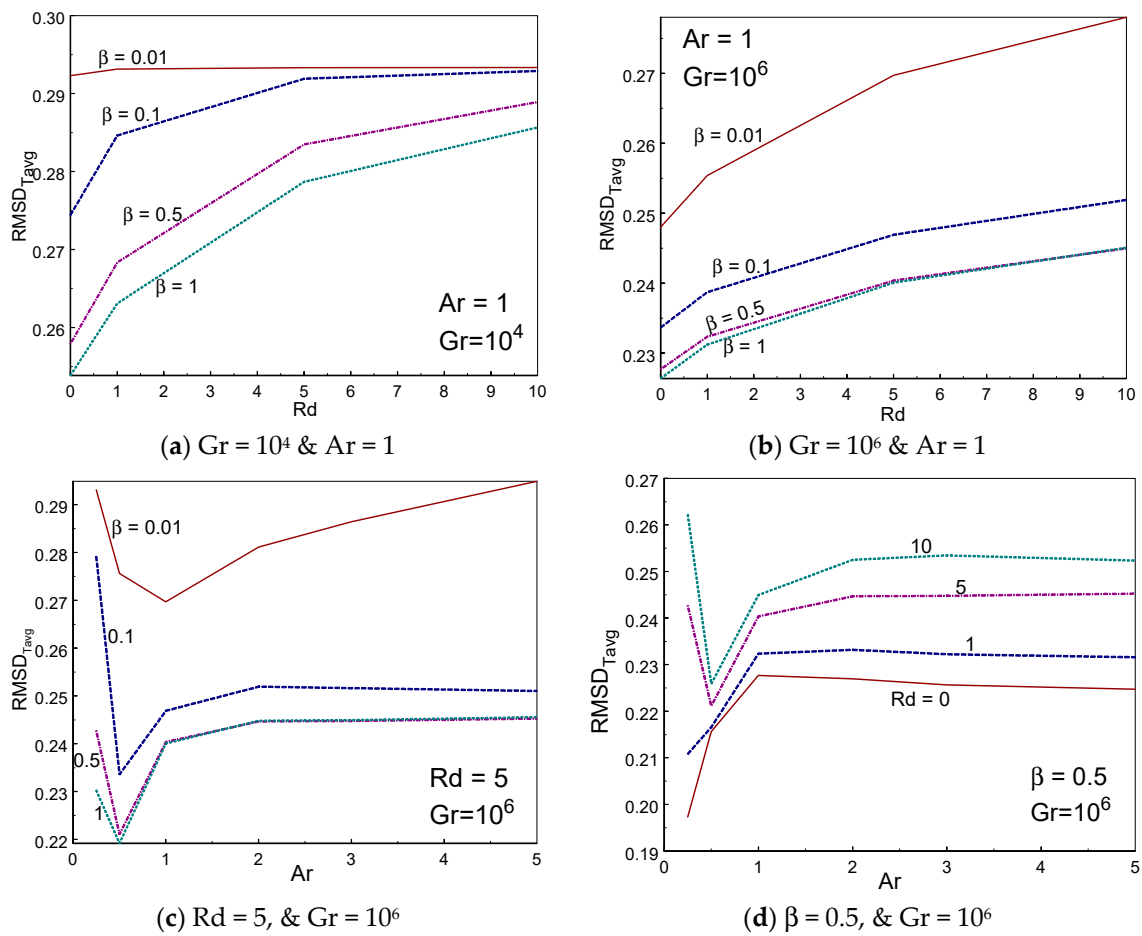 0.30
0.29
0.28
0.27
0.26
RMSD_Tavg
β = 0.01
β = 0.1
β = 0.5
β = 1
Ar = 1
Gr=10⁴
0 1 2 3 4 5 6 7 8 9 10
Rd
(a) Gr = 10⁴ & Ar = 1
0.27
0.26
0.25
0.24
0.23
RMSD_Tavg
Ar = 1
Gr=10⁶
β = 0.01
β = 0.1
β = 0.5
β = 1
0 1 2 3 4 5 6 7 8 9 10
Rd
(b) Gr = 10⁶ & Ar = 1
0.29
0.28
0.27
0.26
0.25
0.24
0.23
0.22
RMSD_Tavg
β = 0.01
0.1
0.5
1
Rd = 5
Gr=10⁶
0 1 2 3 4 5
Ar
(c) Rd = 5, & Gr = 10⁶
0.27
0.26
0.25
0.24
0.23
0.22
0.21
0.20
0.19
RMSD_Tavg
10
5
1
Rd = 0
β = 0.5
Gr=10⁶
0 1 2 3 4 5
Ar
(d) β = 0.5, & Gr = 10⁶